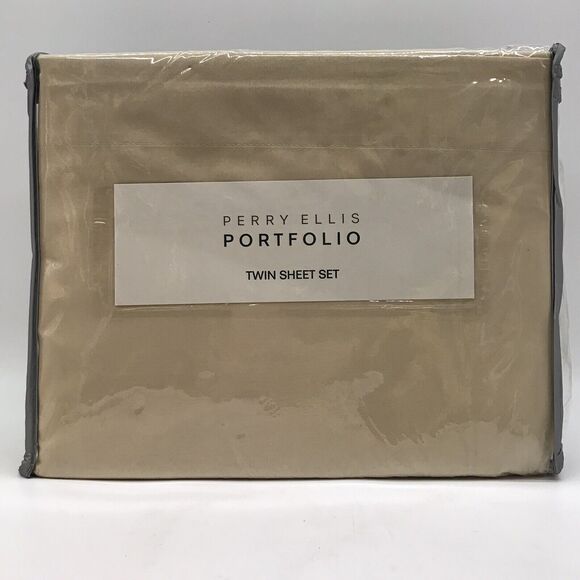 PERRY ELLIS
PORTFOLIO
TWIN SHEET SET